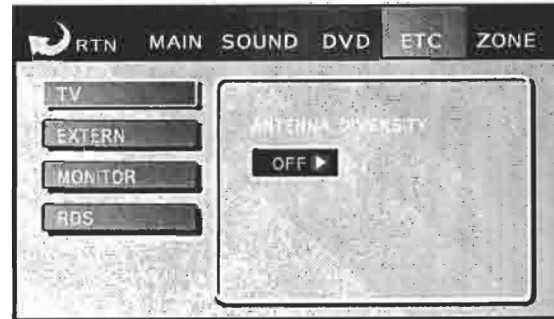 RTN MAIN SOUND DVD ETC ZONE
TV
EXTERN
MONITOR
RDS
ANTENNA DIVERSITY
OFF